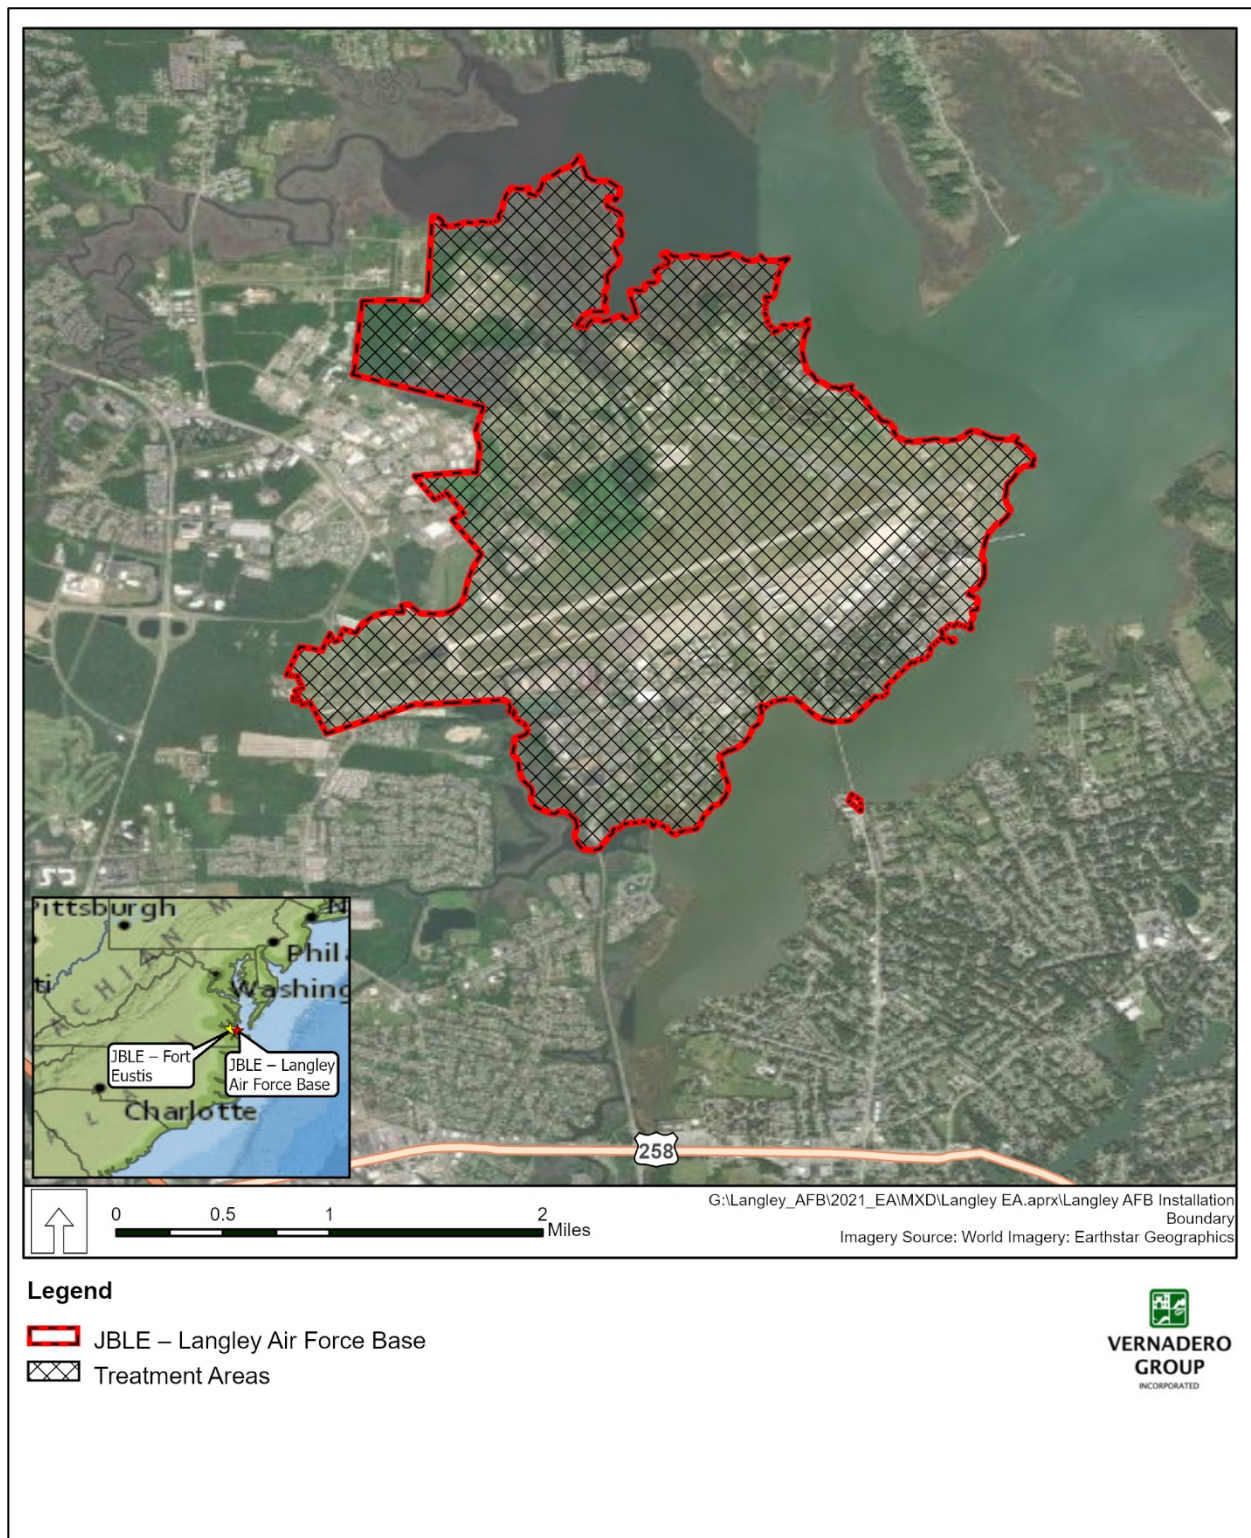 Pittsburgh
Phil
Washing
CHIAN
JBLE – Fort
Eustis
JBLE – Langley
Air Force Base
Charlotte
258
0
0.5
1
2
Miles
G:\Langley_AFB\2021_EA\MXD\Langley EA.aprx\Langley AFB Installation
Boundary
Imagery Source: World Imagery: Earthstar Geographics
Legend
JBLE – Langley Air Force Base
Treatment Areas
VERNADERO
GROUP
INCORPORATED